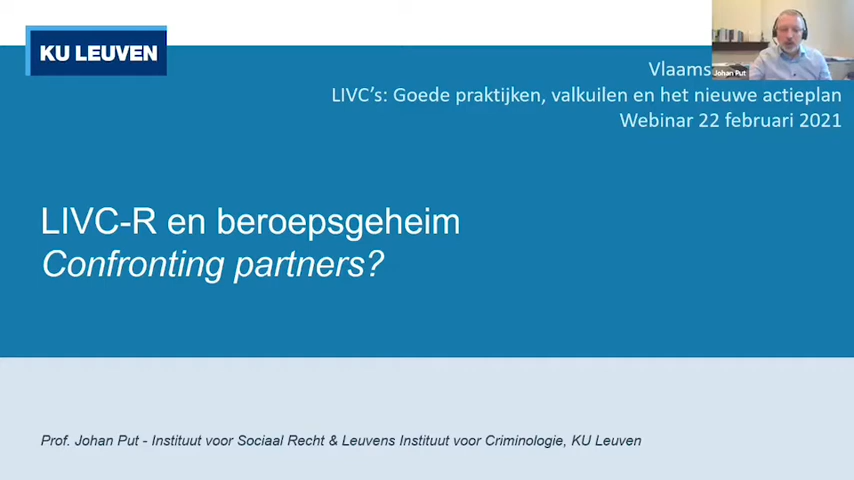 KU LEUVEN
Vlaams
Johan Put
LIVC's: Goede praktijken, valkuilen en het nieuwe actieplan
Webinar 22 februari 2021
LIVC-R en beroepsgeheim
Confronting partners?
Prof. Johan Put - Instituut voor Sociaal Recht & Leuvens Instituut voor Criminologie, KU Leuven